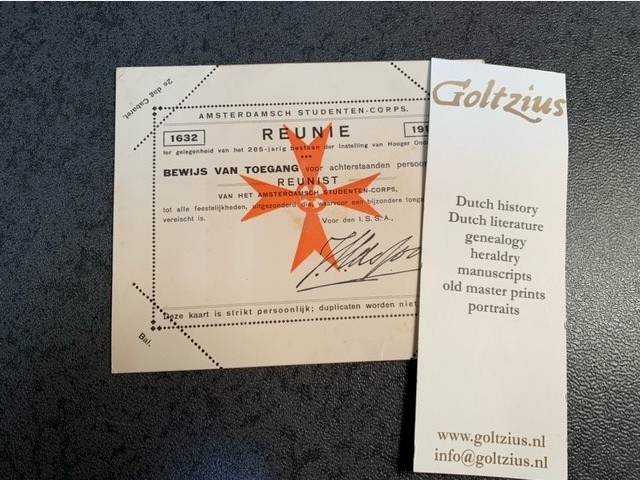 2e dag Cabaret.
AMSTERDAMSCH STUDENTEN-CORPS.
1632 REUNIE 191
ter gelegenheid van het 285-jarig bestaan der Instelling van Hooger Ond
BEWIJS VAN TOEGANG voor achterstaanden persoo
REUNIST
VAN HET AMSTERDAMSCH STUDENTEN-CORPS,
tot alle feestelijkheden, uitgezonderd die, waarvoor een bijzondere toega
vereischt is. Voor den I.S.S.A.,
Deze kaart is strikt persoonlijk; duplicaten worden niet
Bal.
Goltzius
Dutch history
Dutch literature
genealogy
heraldry
manuscripts
old master prints
portraits
www.goltzius.nl
info@goltzius.nl